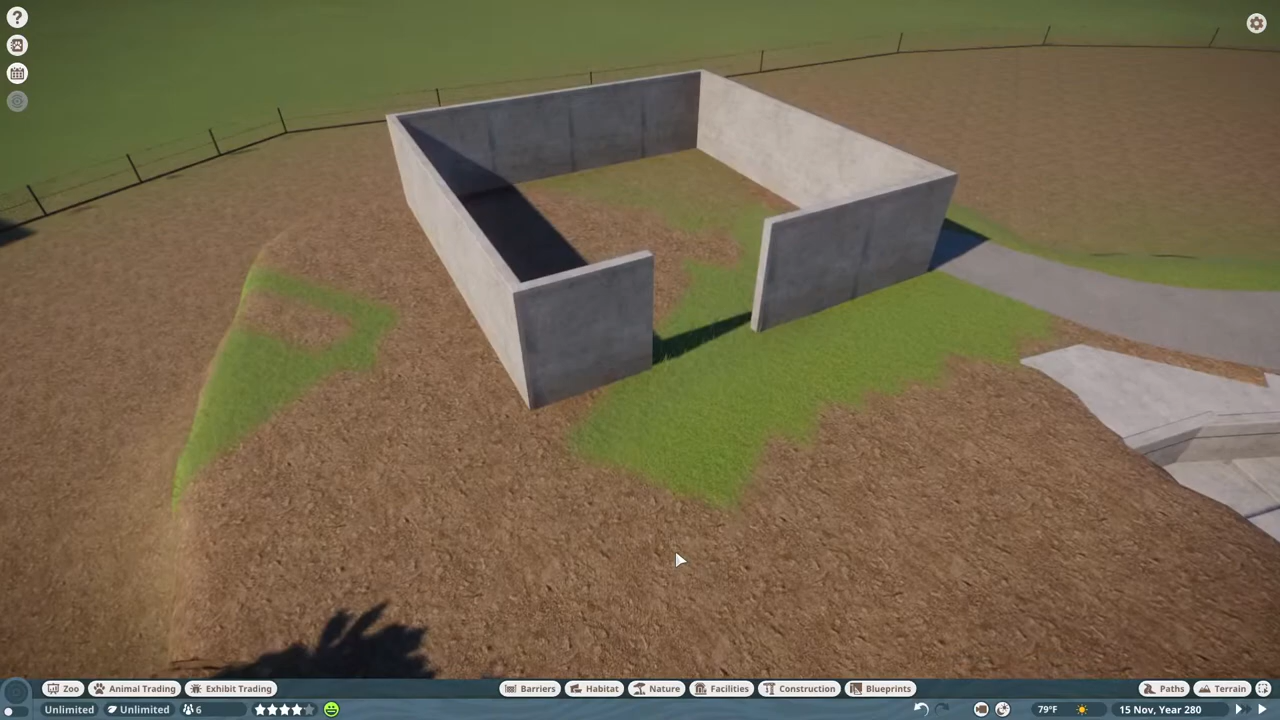 ?
Zoo
Animal Trading
Exhibit Trading
Barriers
Habitat
Nature
Facilities
Construction
Blueprints
Paths
Terrain
Unlimited
Unlimited
6
79°F
15 Nov, Year 280